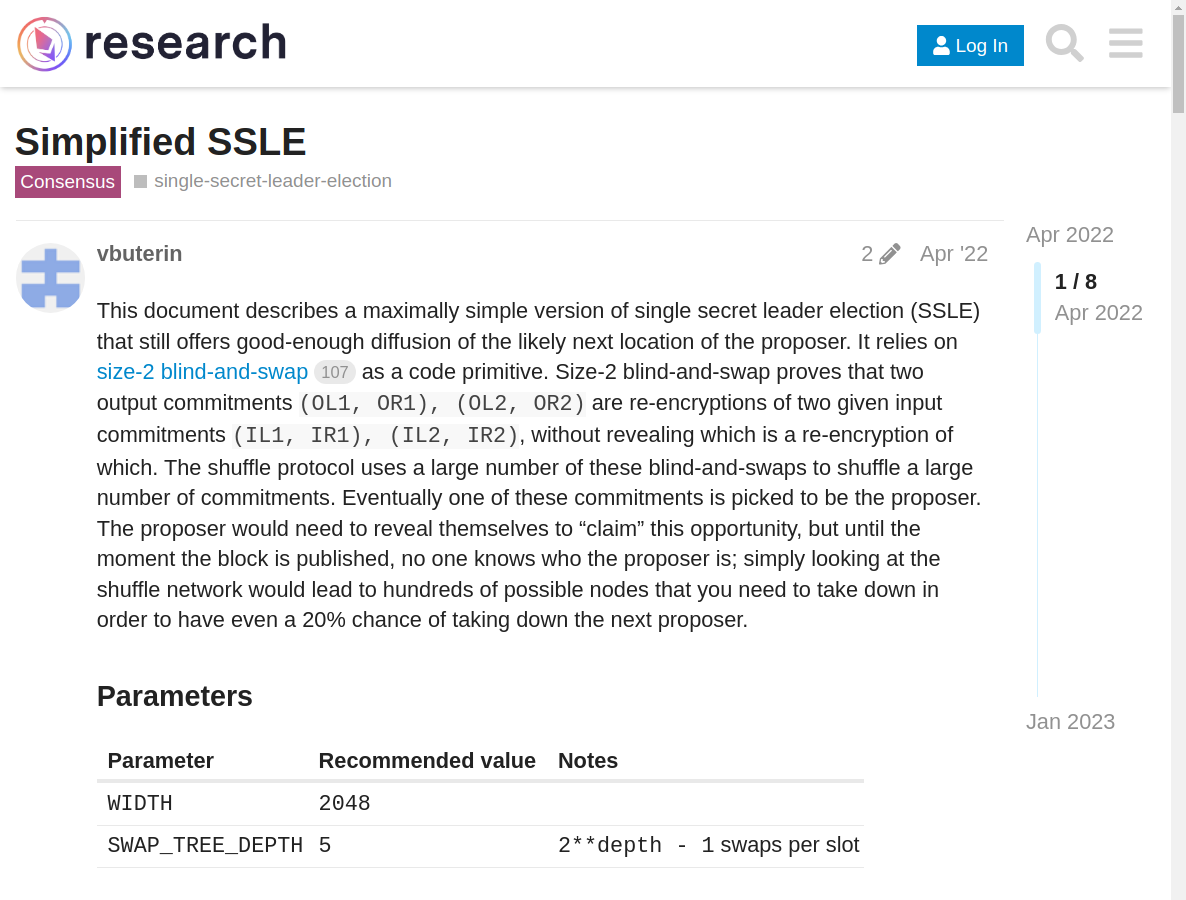 research
Log In
Simplified SSLE
Consensus
single-secret-leader-election
vbuterin
2
Apr '22
This document describes a maximally simple version of single secret leader election (SSLE)
that still offers good-enough diffusion of the likely next location of the proposer. It relies on
size-2 blind-and-swap 107 as a code primitive. Size-2 blind-and-swap proves that two
output commitments (OL1, OR1), (OL2, OR2) are re-encryptions of two given input
commitments (IL1, IR1), (IL2, IR2), without revealing which is a re-encryption of
which. The shuffle protocol uses a large number of these blind-and-swaps to shuffle a large
number of commitments. Eventually one of these commitments is picked to be the proposer.
The proposer would need to reveal themselves to “claim” this opportunity, but until the
moment the block is published, no one knows who the proposer is; simply looking at the
shuffle network would lead to hundreds of possible nodes that you need to take down in
order to have even a 20% chance of taking down the next proposer.
Parameters
Parameter Recommended value Notes
WIDTH 2048
SWAP_TREE_DEPTH 5 2**depth - 1 swaps per slot
Apr 2022
1 / 8
Apr 2022
Jan 2023